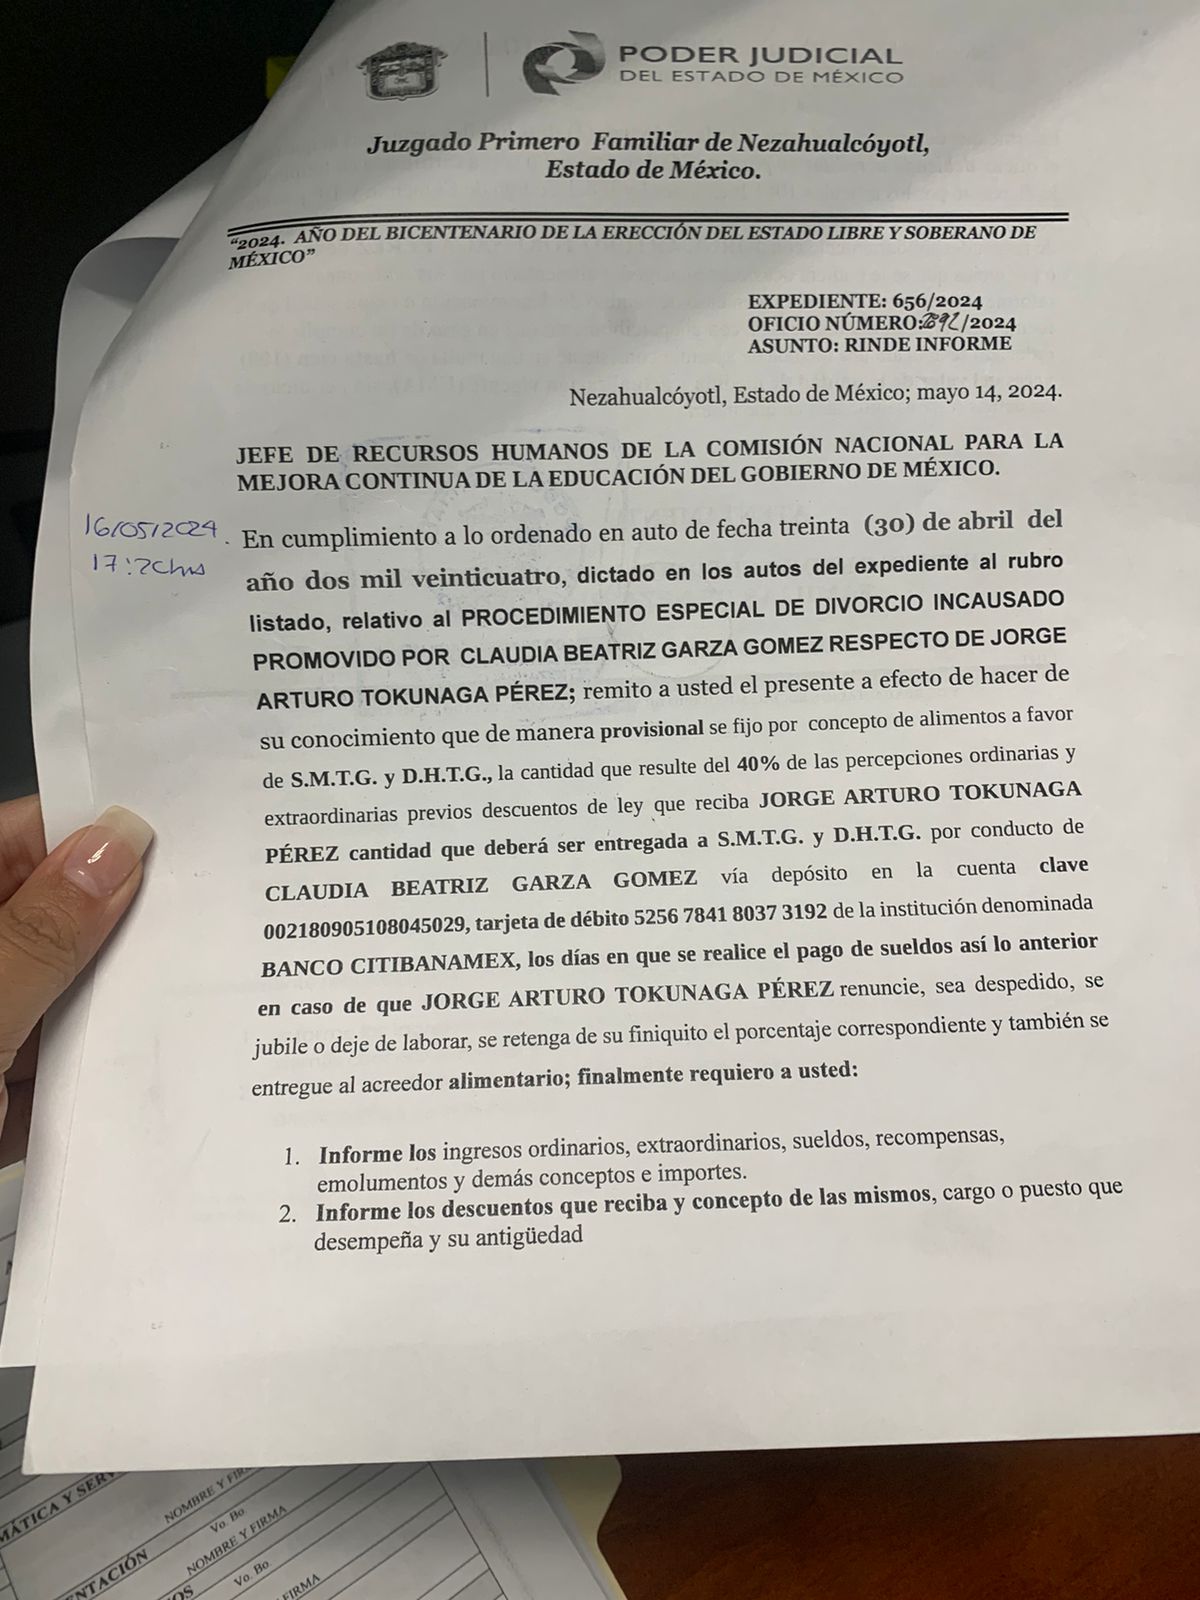 PODER JUDICIAL
DEL ESTADO DE MÉXICO
Juzgado Primero Familiar de Nezahualcóyotl,
Estado de México.
"2024. AÑO DEL BICENTENARIO DE LA ERECCIÓN DEL ESTADO LIBRE Y SOBERANO DE
MÉXICO"
EXPEDIENTE: 656/2024
OFICIO NÚMERO: /2024
ASUNTO: RINDE INFORME
Nezahualcóyotl, Estado de México; mayo 14, 2024.
JEFE DE RECURSOS HUMANOS DE LA COMISIÓN NACIONAL PARA LA
MEJORA CONTINUA DE LA EDUCACIÓN DEL GOBIERNO DE MÉXICO.
16/05/2024
17:20hrs
. En cumplimiento a lo ordenado en auto de fecha treinta (30) de abril del
año dos mil veinticuatro, dictado en los autos del expediente al rubro
listado, relativo al PROCEDIMIENTO ESPECIAL DE DIVORCIO INCAUSADO
PROMOVIDO POR CLAUDIA BEATRIZ GARZA GOMEZ RESPECTO DE JORGE
ARTURO TOKUNAGA PÉREZ; remito a usted el presente a efecto de hacer de
su conocimiento que de manera provisional se fijo por concepto de alimentos a favor
de S.M.T.G. y D.H.T.G., la cantidad que resulte del 40% de las percepciones ordinarias y
extraordinarias previos descuentos de ley que reciba JORGE ARTURO TOKUNAGA
PÉREZ cantidad que deberá ser entregada a S.M.T.G. y D.H.T.G. por conducto de
CLAUDIA BEATRIZ GARZA GOMEZ vía depósito en la cuenta clave
002180905108045029, tarjeta de débito 5256 7841 8037 3192 de la institución denominada
BANCO CITIBANAMEX, los días en que se realice el pago de sueldos así lo anterior
en caso de que JORGE ARTURO TOKUNAGA PÉREZ renuncie, sea despedido, se
jubile o deje de laborar, se retenga de su finiquito el porcentaje correspondiente y también se
entregue al acreedor alimentario; finalmente requiero a usted:
1. Informe los ingresos ordinarios, extraordinarios, sueldos, recompensas,
emolumentos y demás conceptos e importes.
2. Informe los descuentos que reciba y concepto de las mismos, cargo o puesto que
desempeña y su antigüedad
MÁTICA Y SERV
NOMBRE Y FIR
Vo. Bo.
NOMBRE Y FIRMA
ENTACIÓN
Vo. Bo.
FIRMA